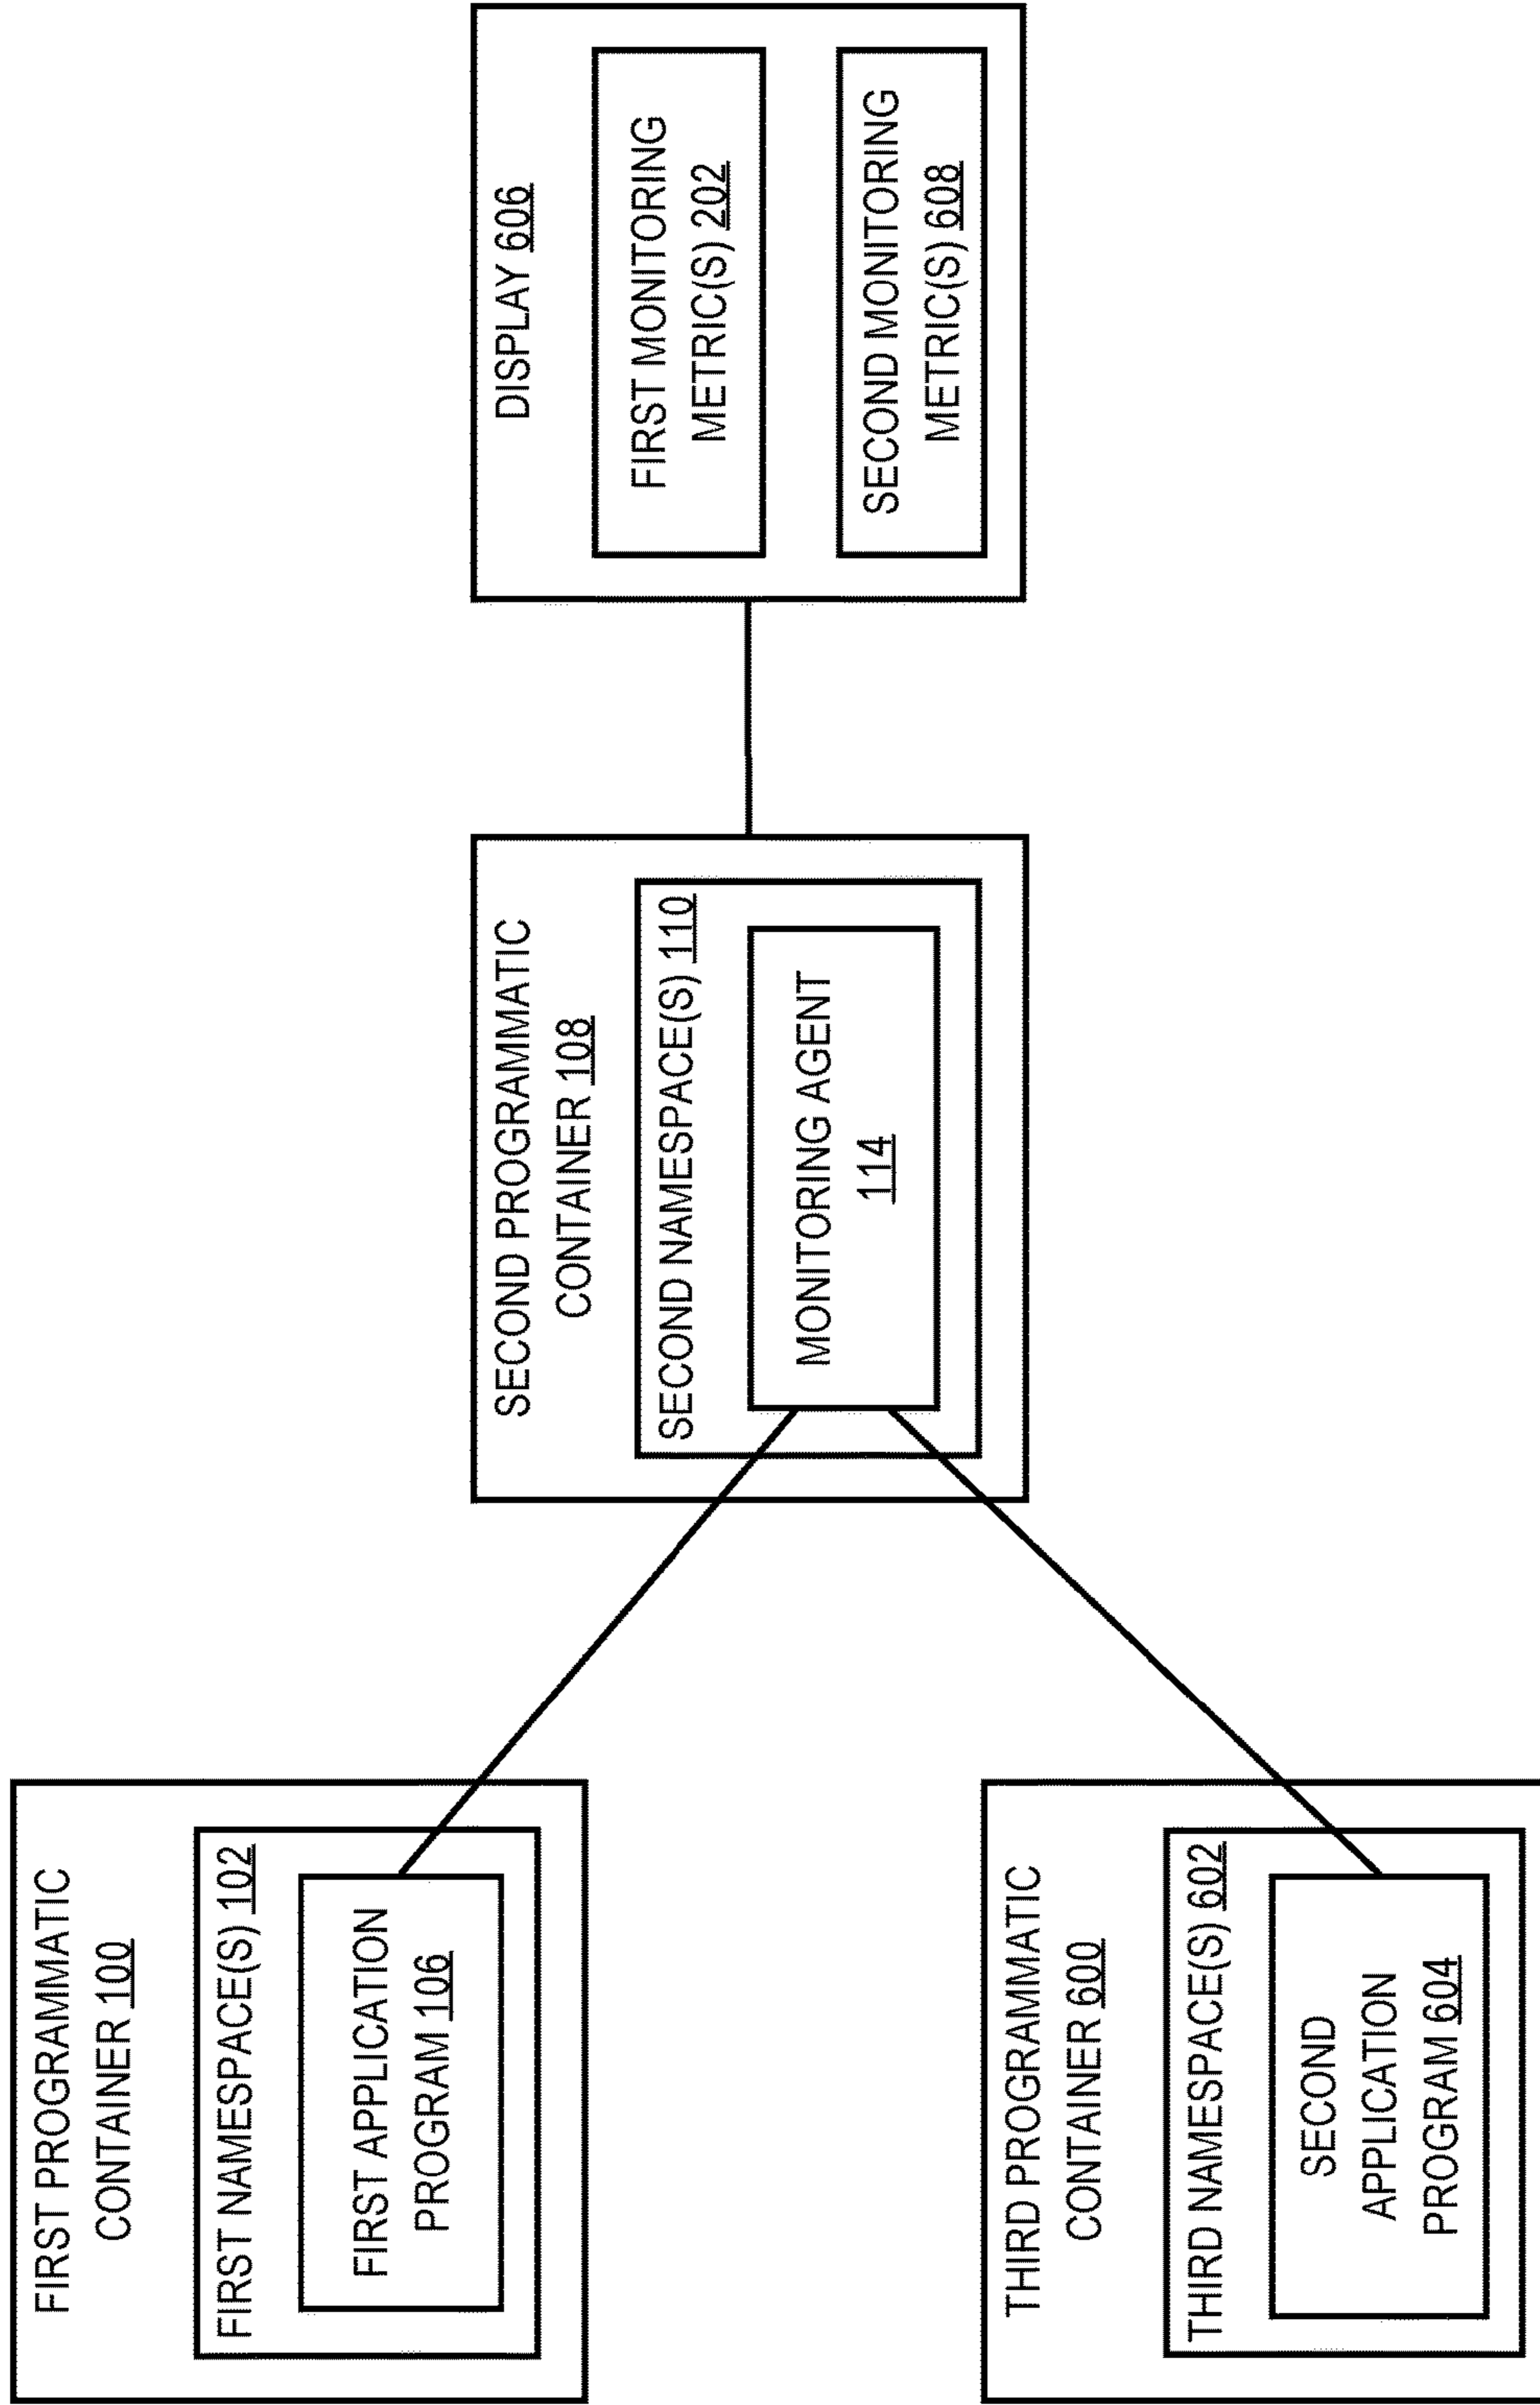 FIRST PROGRAMMATIC
CONTAINER 100
FIRST NAMESPACE(S) 102
FIRST APPLICATION
PROGRAM 106
THIRD PROGRAMMATIC
CONTAINER 600
THIRD NAMESPACE(S) 602
SECOND
APPLICATION
PROGRAM 604
SECOND PROGRAMMATIC
CONTAINER 108
SECOND NAMESPACE(S) 110
MONITORING AGENT
114
DISPLAY 606
FIRST MONITORING
METRIC(S) 202
SECOND MONITORING
METRIC(S) 608